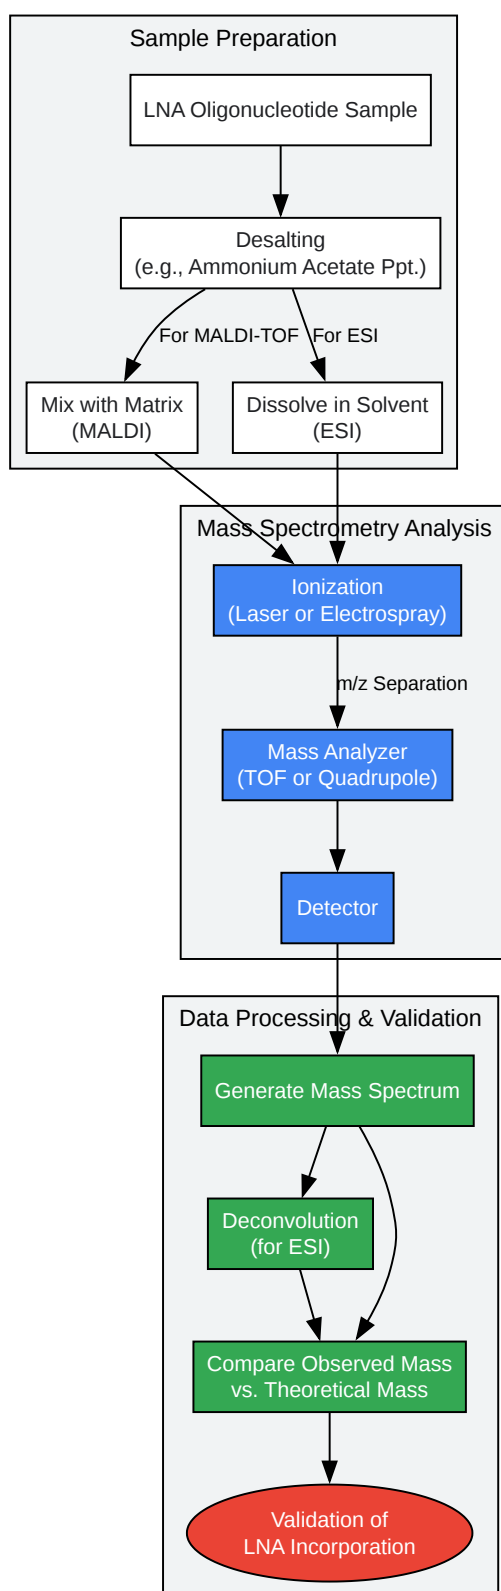 Sample Preparation
LNA Oligonucleotide Sample
Desalting
(e.g., Ammonium Acetate Ppt.)
For MALDI-TOF
For ESI
Mix with Matrix
(MALDI)
Dissolve in Solvent
(ESI)
Mass Spectrometry Analysis
Ionization
(Laser or Electrospray)
m/z Separation
Mass Analyzer
(TOF or Quadrupole)
Detector
Data Processing & Validation
Generate Mass Spectrum
Deconvolution
(for ESI)
Compare Observed Mass
vs. Theoretical Mass
Validation of
LNA Incorporation